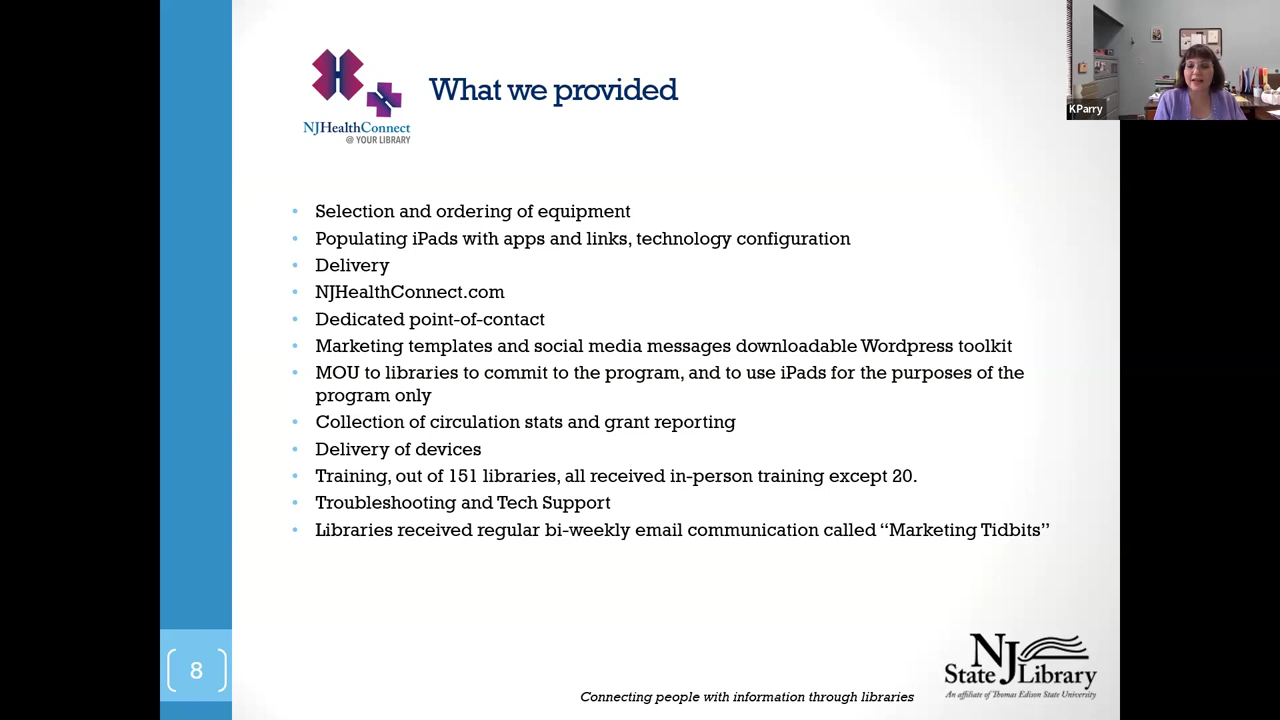 What we provided
NJHealthConnect
@ YOUR LIBRARY
KParry
• Selection and ordering of equipment
• Populating iPads with apps and links, technology configuration
• Delivery
• NJHealthConnect.com
• Dedicated point-of-contact
• Marketing templates and social media messages downloadable Wordpress toolkit
• MOU to libraries to commit to the program, and to use iPads for the purposes of the
program only
• Collection of circulation stats and grant reporting
• Delivery of devices
• Training, out of 151 libraries, all received in-person training except 20.
• Troubleshooting and Tech Support
• Libraries received regular bi-weekly email communication called “Marketing Tidbits”
8
Connecting people with information through libraries
NJ
State Library
An affiliate of Thomas Edison State University